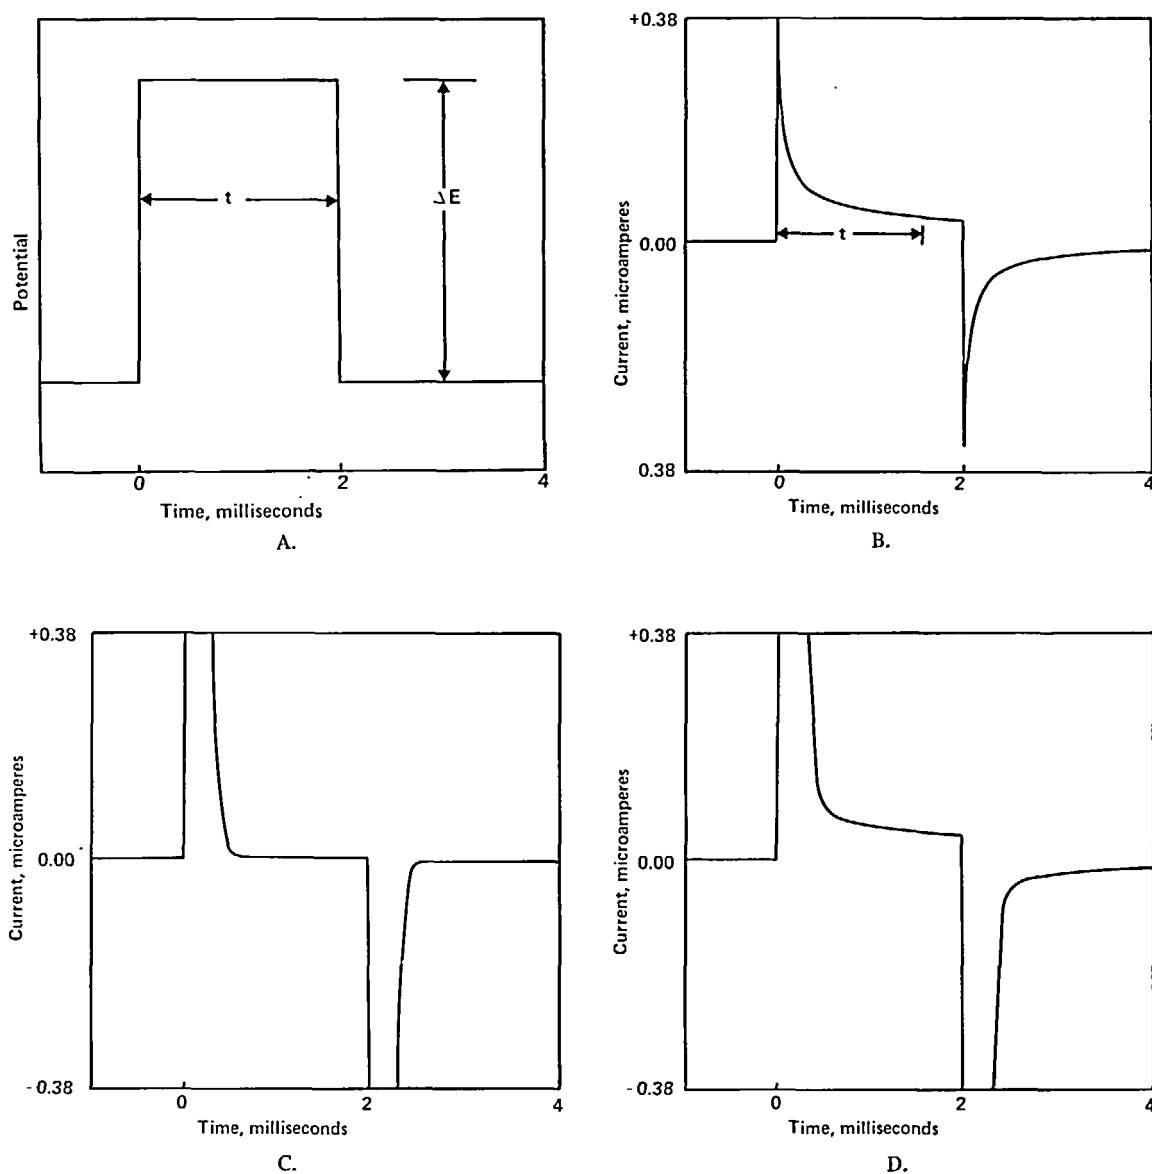 Potential
t
ΔE
0
2
4
Time, milliseconds
A.
+0.38
0.00
0.38
Current, microamperes
t
0
2
4
Time, milliseconds
B.
+0.38
0.00
-0.38
Current, microamperes
0
2
4
Time, milliseconds
C.
+0.38
0.00
-0.38
Current, microamperes
0
2
4
Time, milliseconds
D.